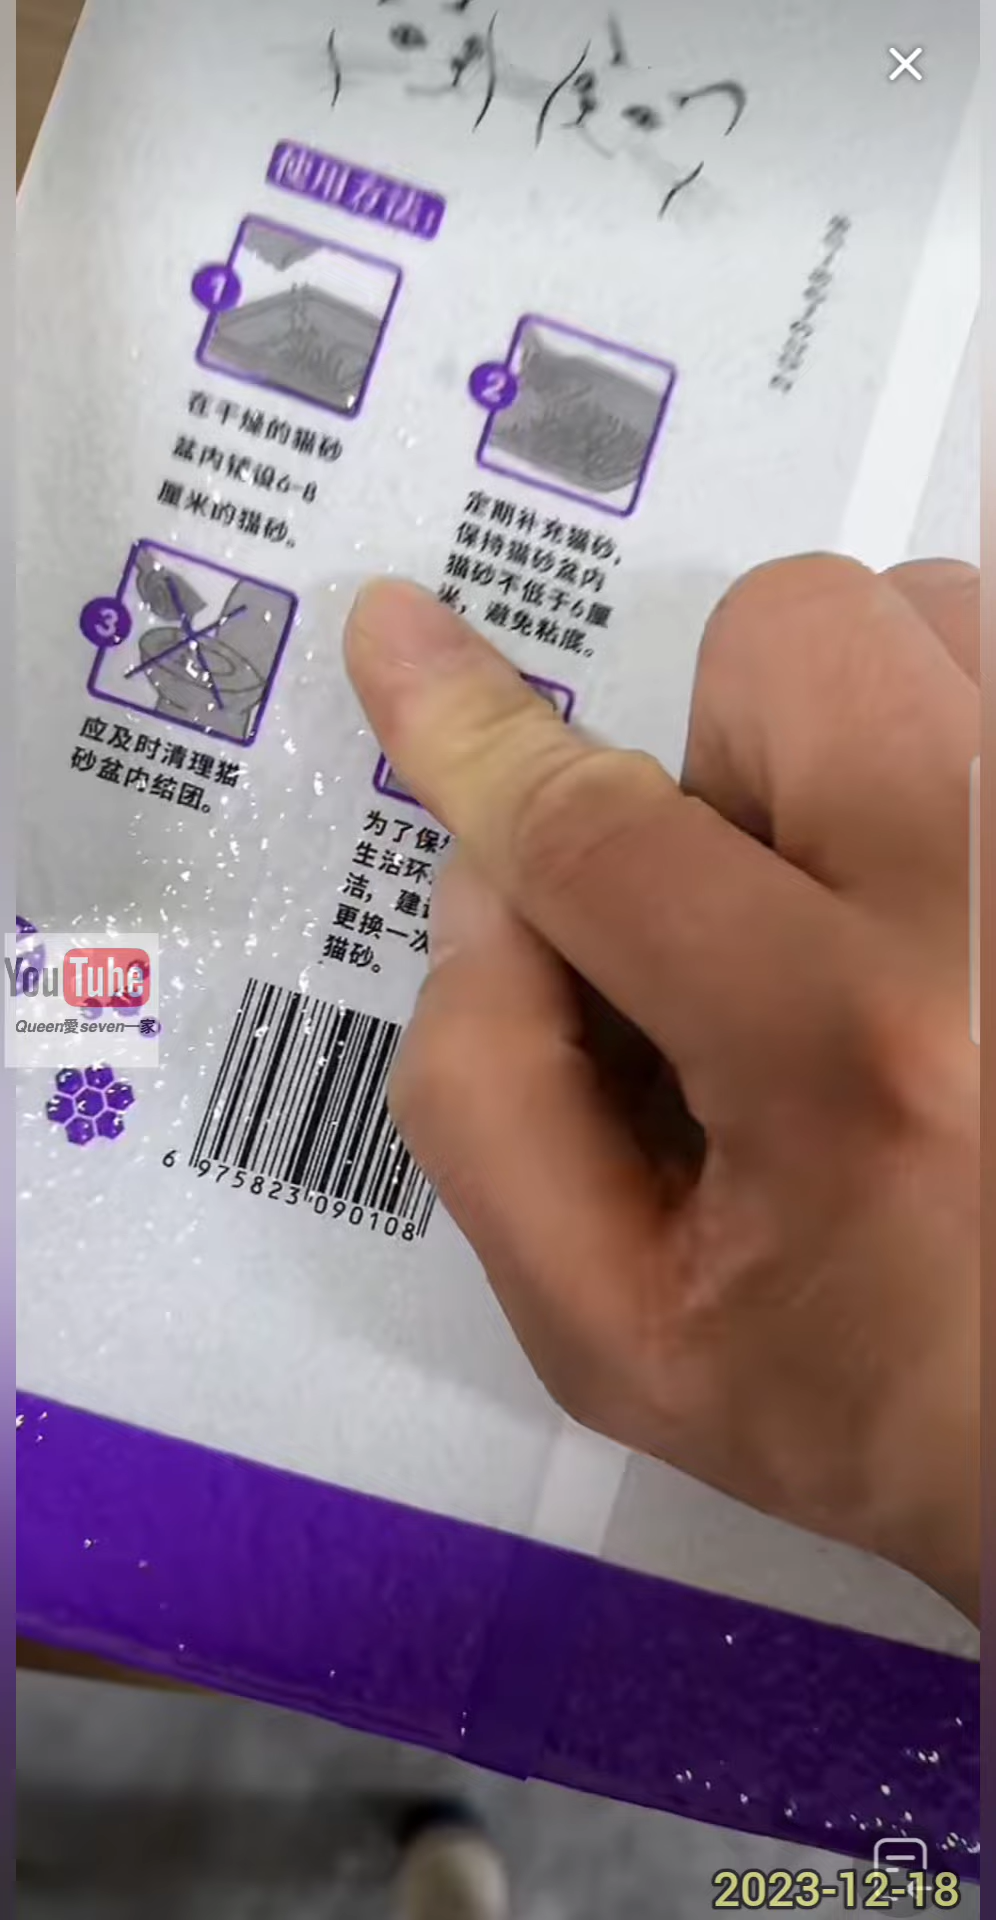 使用方法:
1
在干燥的猫砂
盆内铺设6-8
厘米的猫砂。
2
定期补充猫砂,
保持猫砂盆内
猫砂不低于6厘
米，避免粘底。
3
应及时清理猫
砂盆内结团。
为了保
生活环
洁，建
更换一次
猫砂。
6 975823 090108
YouTube
Queen愛seven一家
2023-12-18